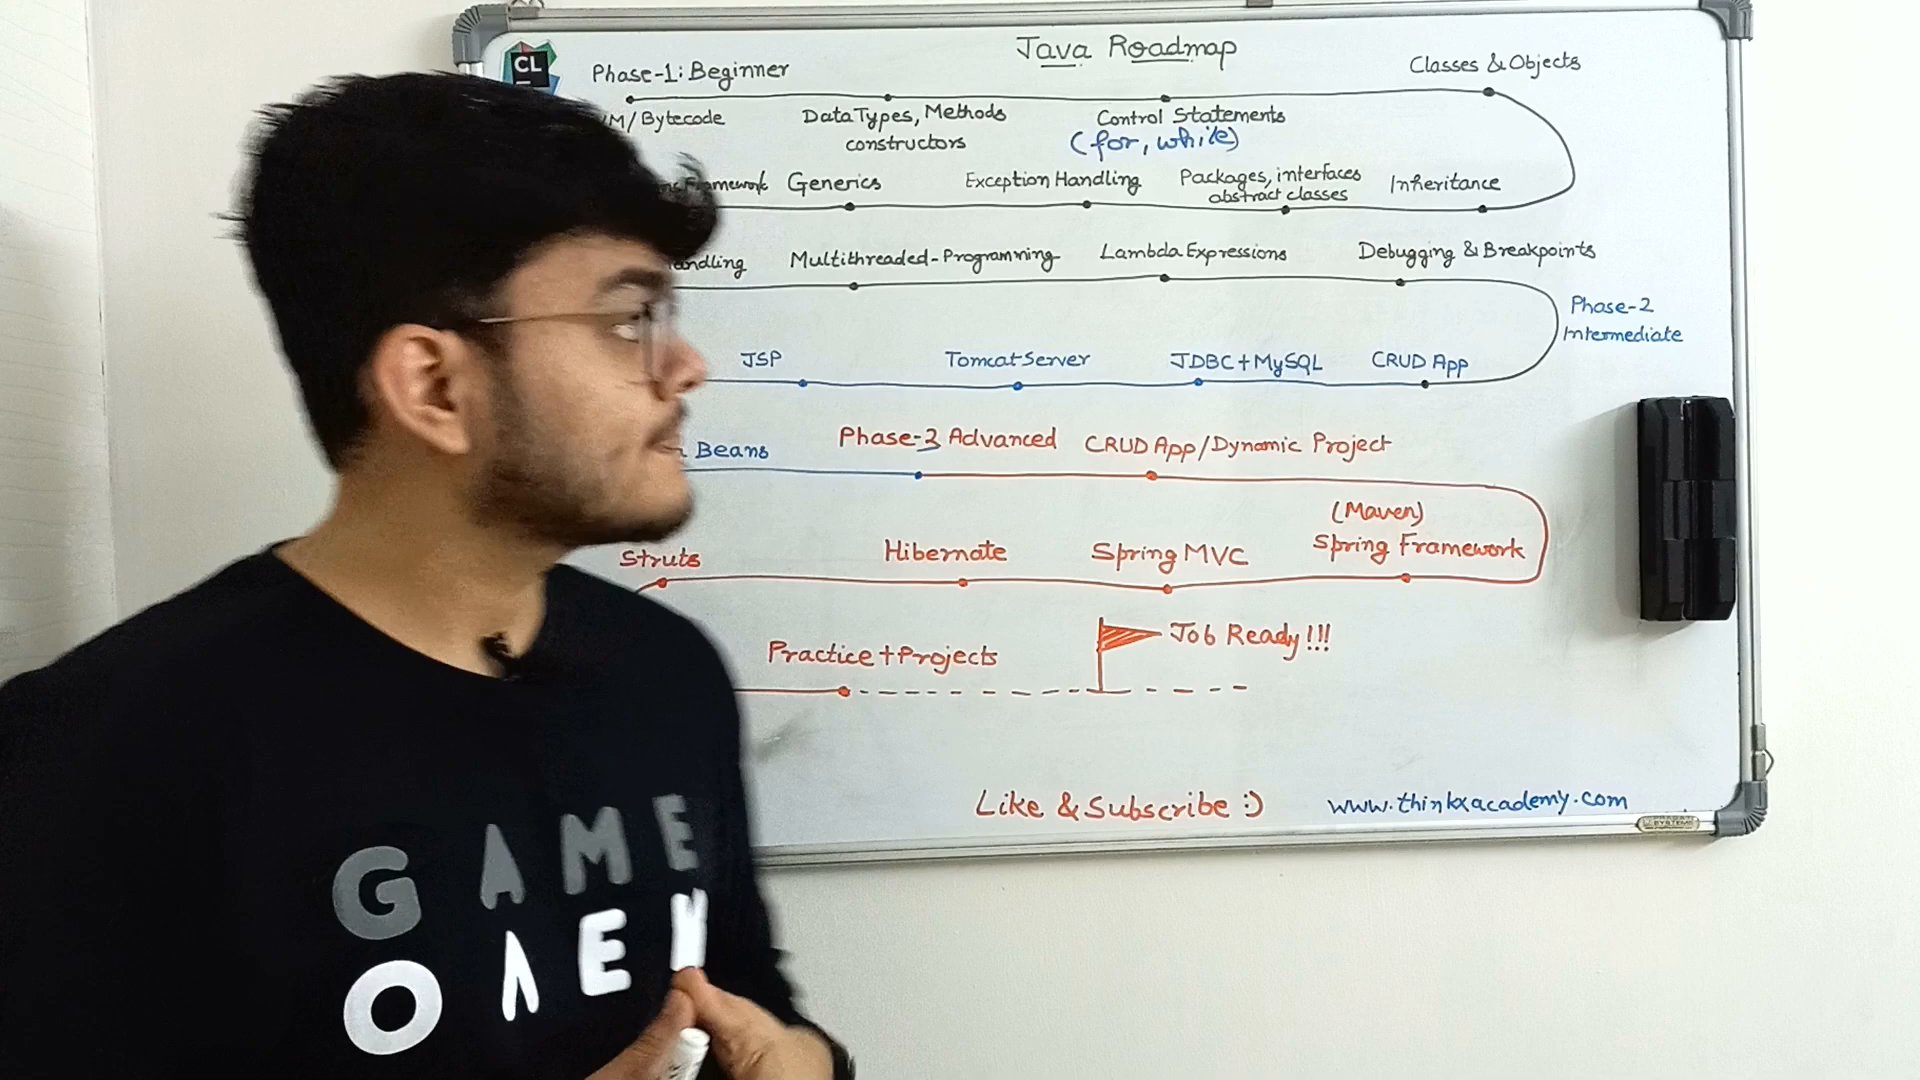 CL
Java Roadmap
Phase-1: Beginner
Classes & Objects
/Bytecode
Data Types, Methods
constructors
Control Statements
(for, while)
Framework
Generics
Exception Handling
Packages, interfaces
abstract classes
Inheritance
Multithreaded-Programming
Lambda Expressions
Debugging & Breakpoints
Phase-2
Intermediate
JSP
Tomcat Server
JDBC + MySQL
CRUD App
Beans
Phase-3 Advanced
CRUD App/Dynamic Project
(Maven)
Spring Framework
Spring MVC
Hibernate
Struts
Practice + Projects
Job Ready!!!
Like & Subscribe :)
www.thinkxacademy.com
GAME
OVER